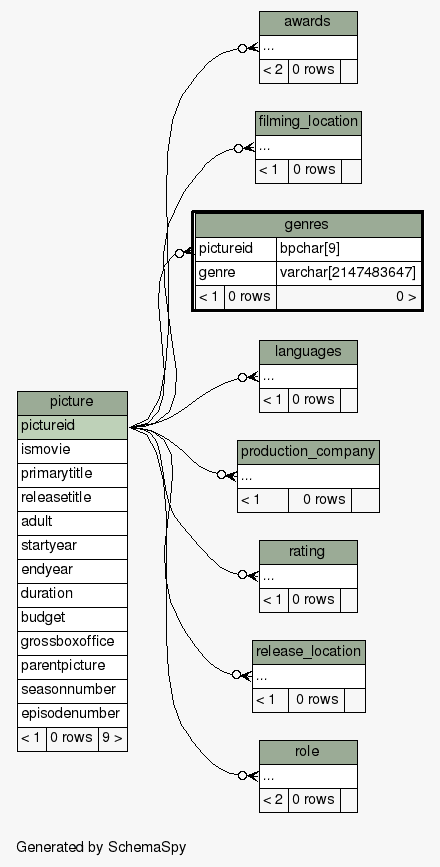 awards
...
< 2 0 rows
filming_location
...
< 1 0 rows
genres
pictureid bpchar[9]
genre varchar[2147483647]
< 1 0 rows 0 >
languages
...
< 1 0 rows
picture
pictureid
ismovie
primarytitle
releasetitle
adult
startyear
endyear
duration
budget
grossboxoffice
parentpicture
seasonnumber
episodenumber
< 1 0 rows 9 >
production_company
...
< 1 0 rows
rating
...
< 1 0 rows
release_location
...
< 1 0 rows
role
...
< 2 0 rows
Generated by SchemaSpy